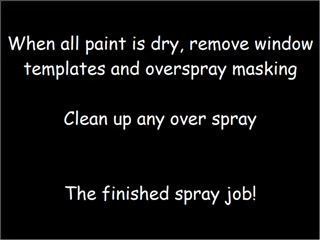 When all paint is dry, remove window
templates and overspray masking
Clean up any over spray
The finished spray job!